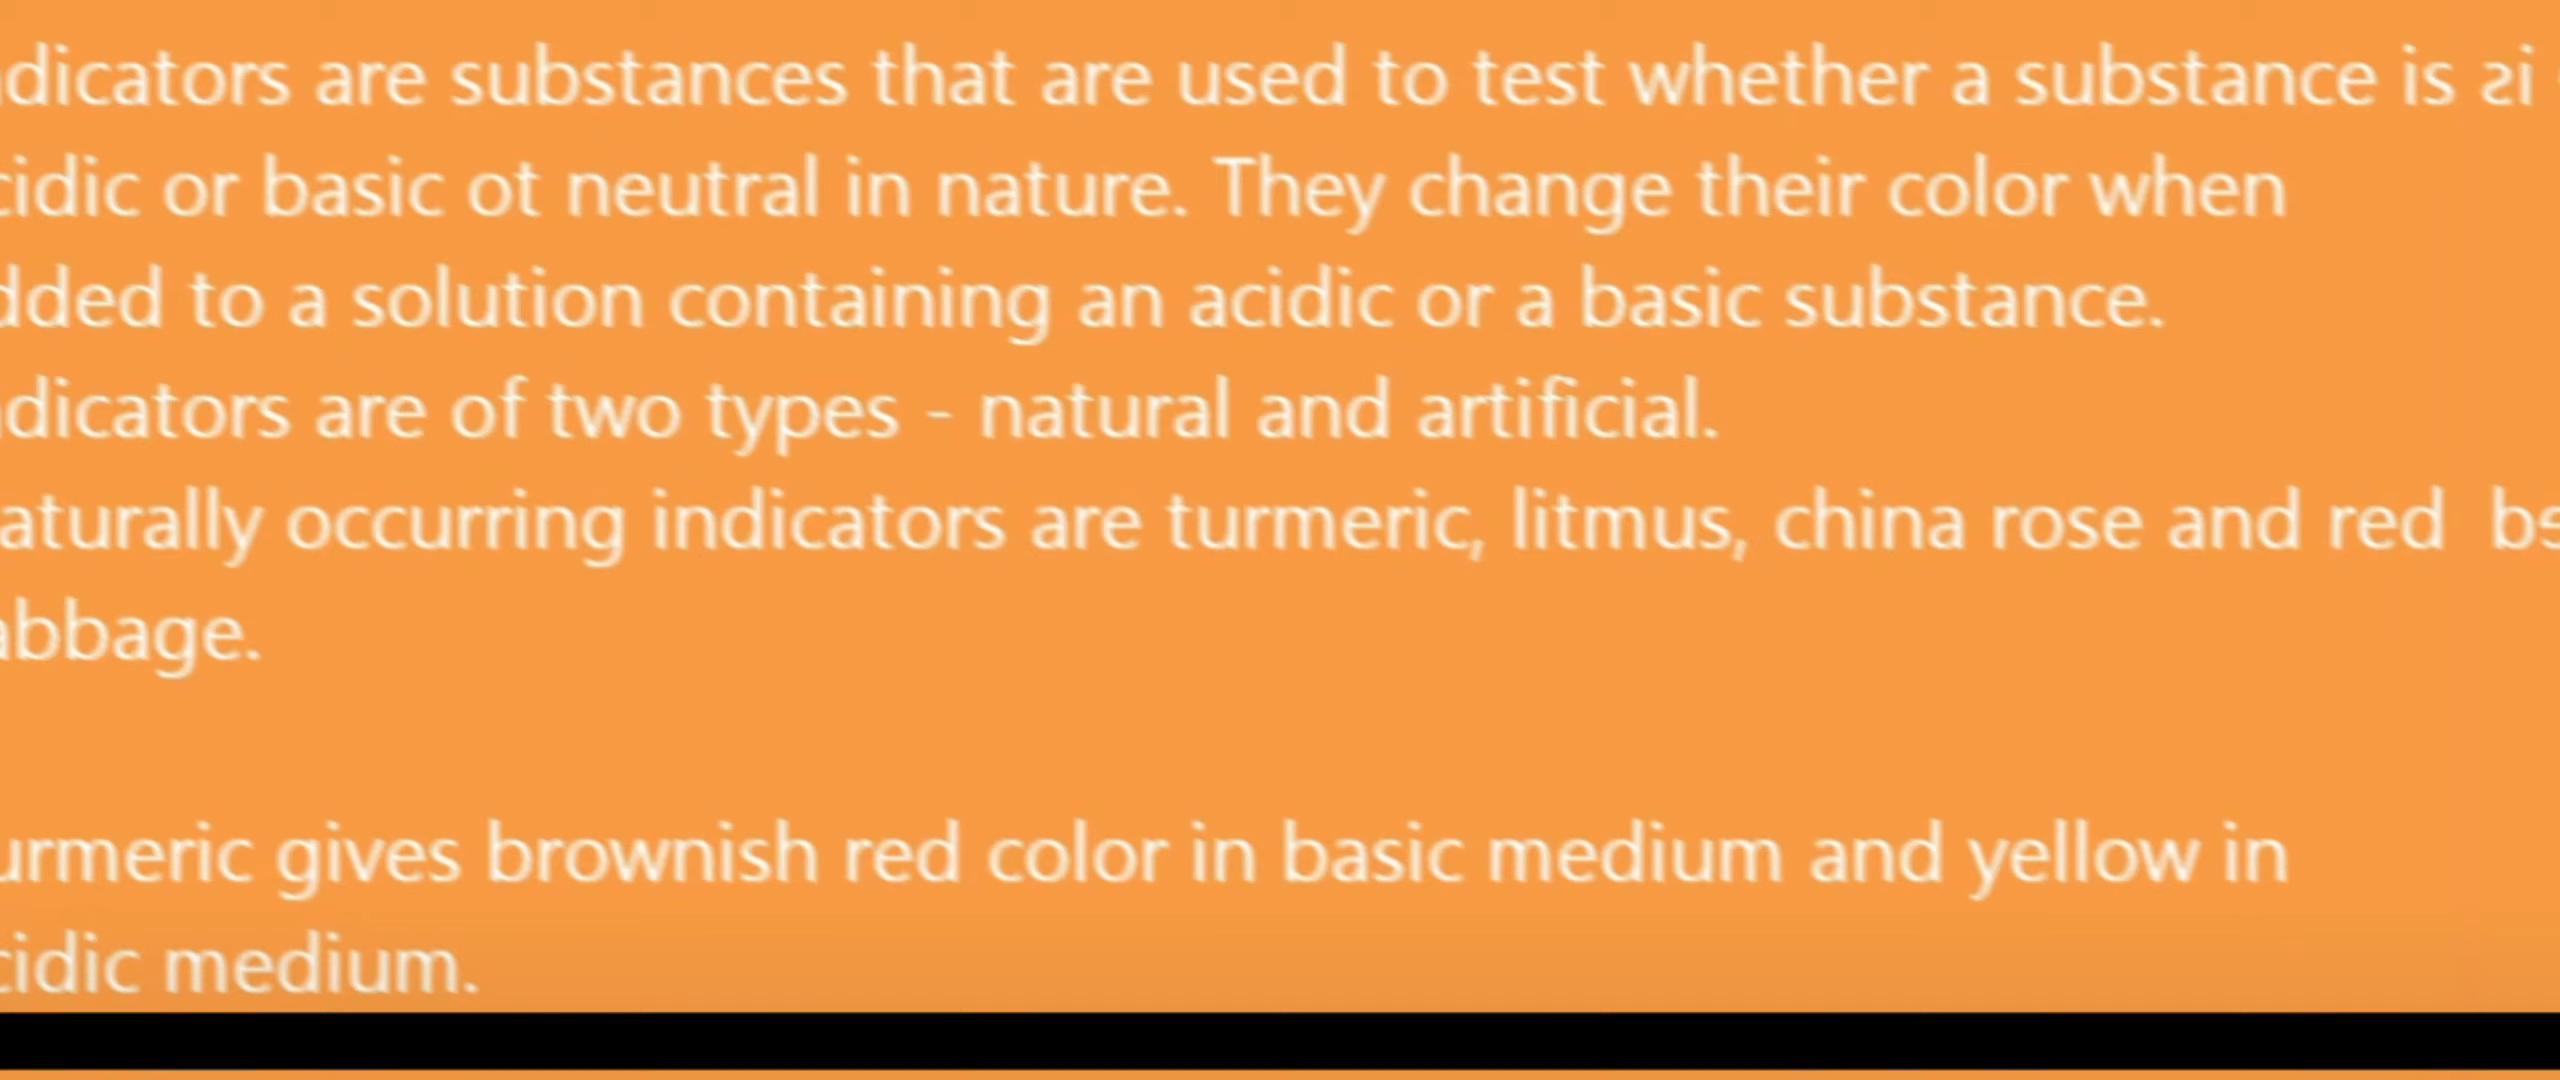 ndicators are substances that are used to test whether a substance is
cidic or basic ot neutral in nature. They change their color when
dded to a solution containing an acidic or a basic substance.
ndicators are of two types - natural and artificial.
aturally occurring indicators are turmeric, litmus, china rose and red
abbage.
urmeric gives brownish red color in basic medium and yellow in
cidic medium.